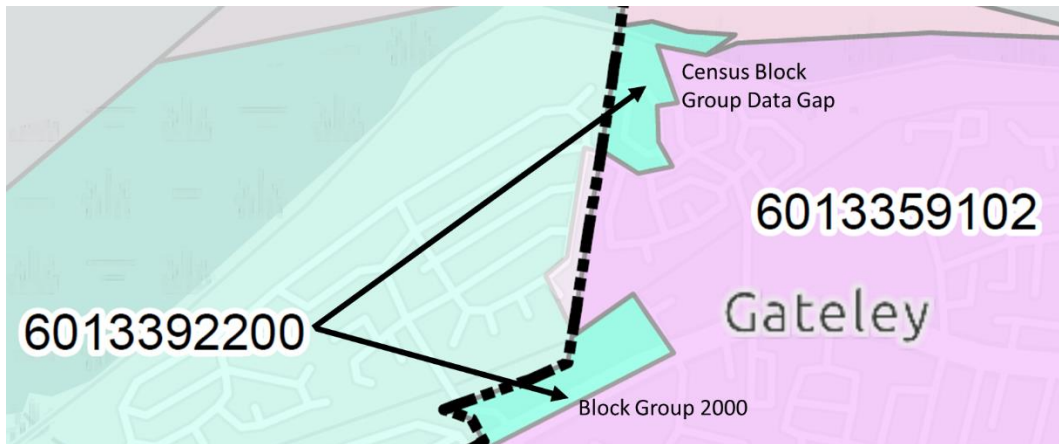 Census Block
Group Data Gap
6013359102
Gateley
6013392200
Block Group 2000